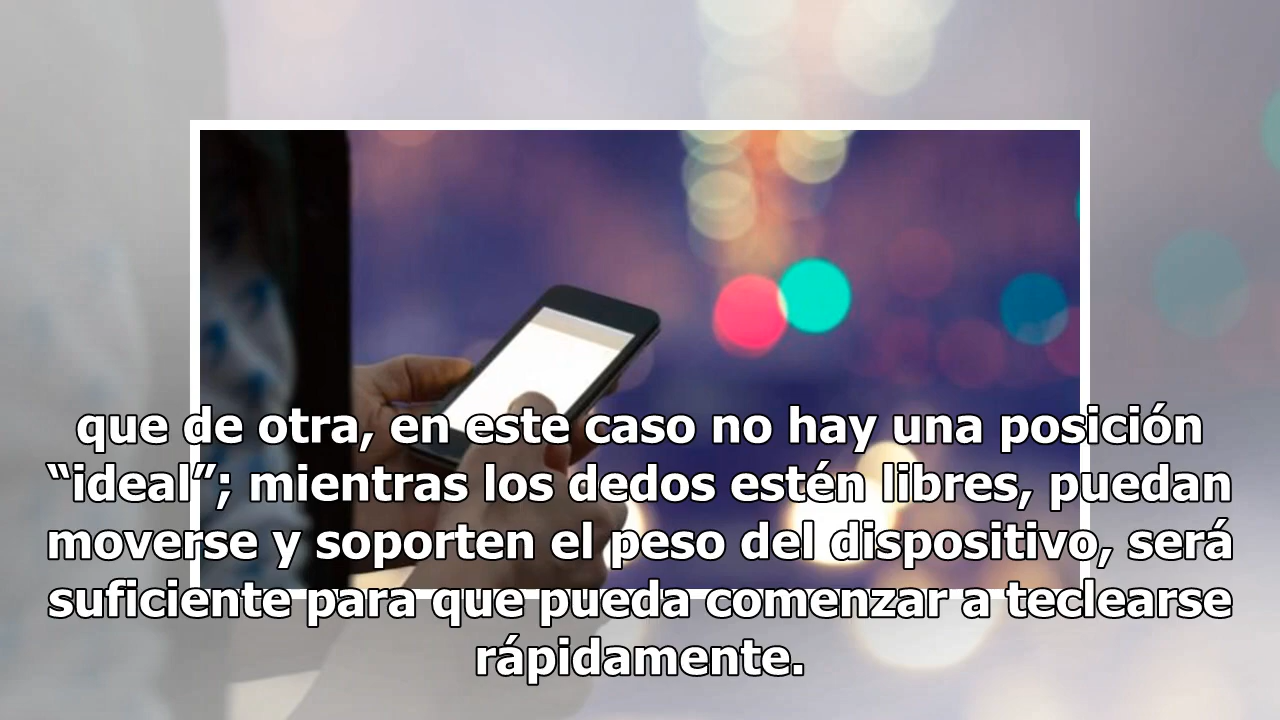 que de otra, en este caso no hay una posición
“ideal”; mientras los dedos estén libres, puedan
moverse y soporten el peso del dispositivo, será
suficiente para que pueda comenzar a teclearse
rápidamente.